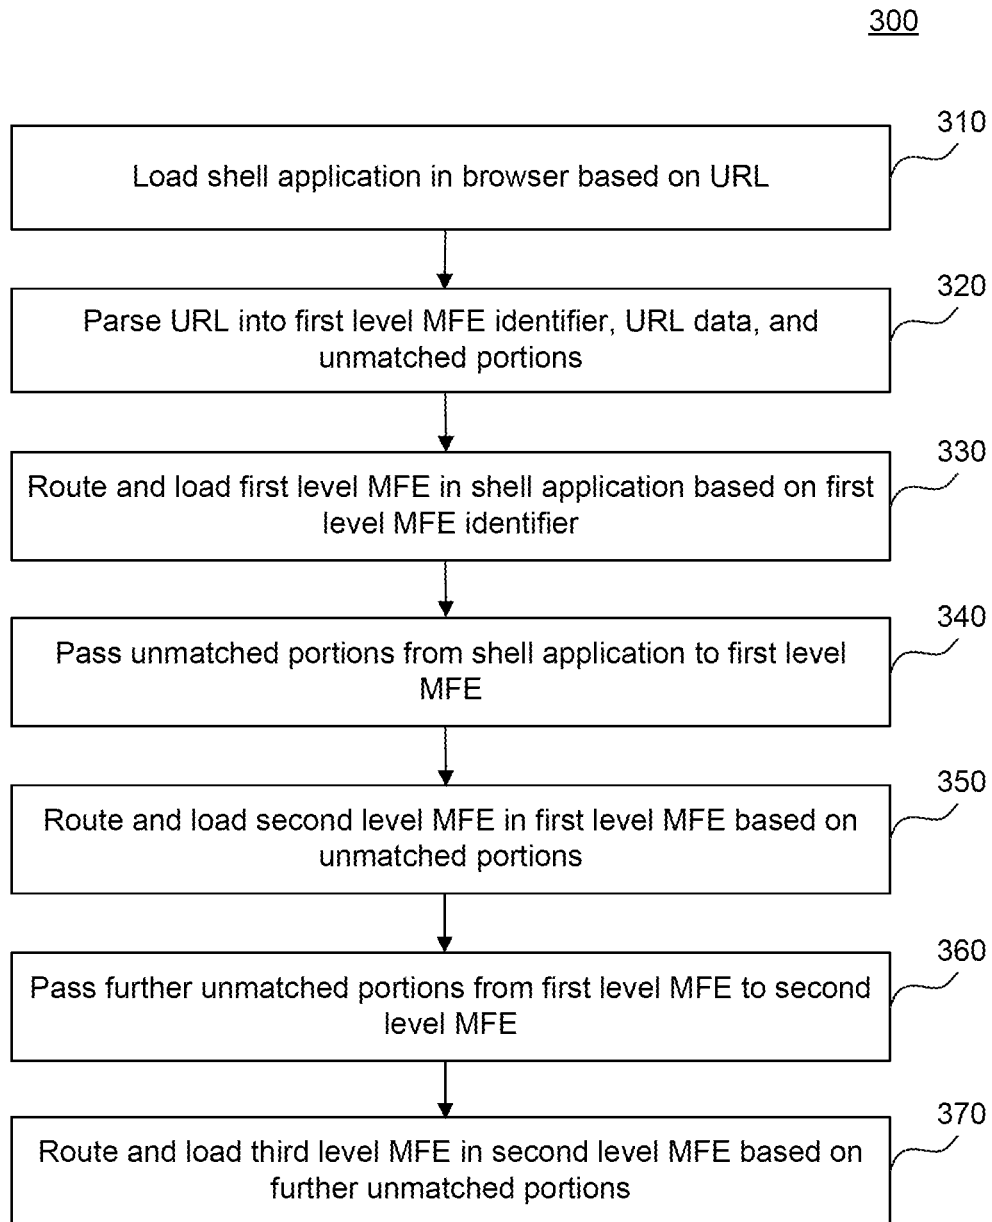 300
310
Load shell application in browser based on URL
320
Parse URL into first level MFE identifier, URL data, and
unmatched portions
330
Route and load first level MFE in shell application based on first
level MFE identifier
340
Pass unmatched portions from shell application to first level
MFE
350
Route and load second level MFE in first level MFE based on
unmatched portions
360
Pass further unmatched portions from first level MFE to second
level MFE
370
Route and load third level MFE in second level MFE based on
further unmatched portions